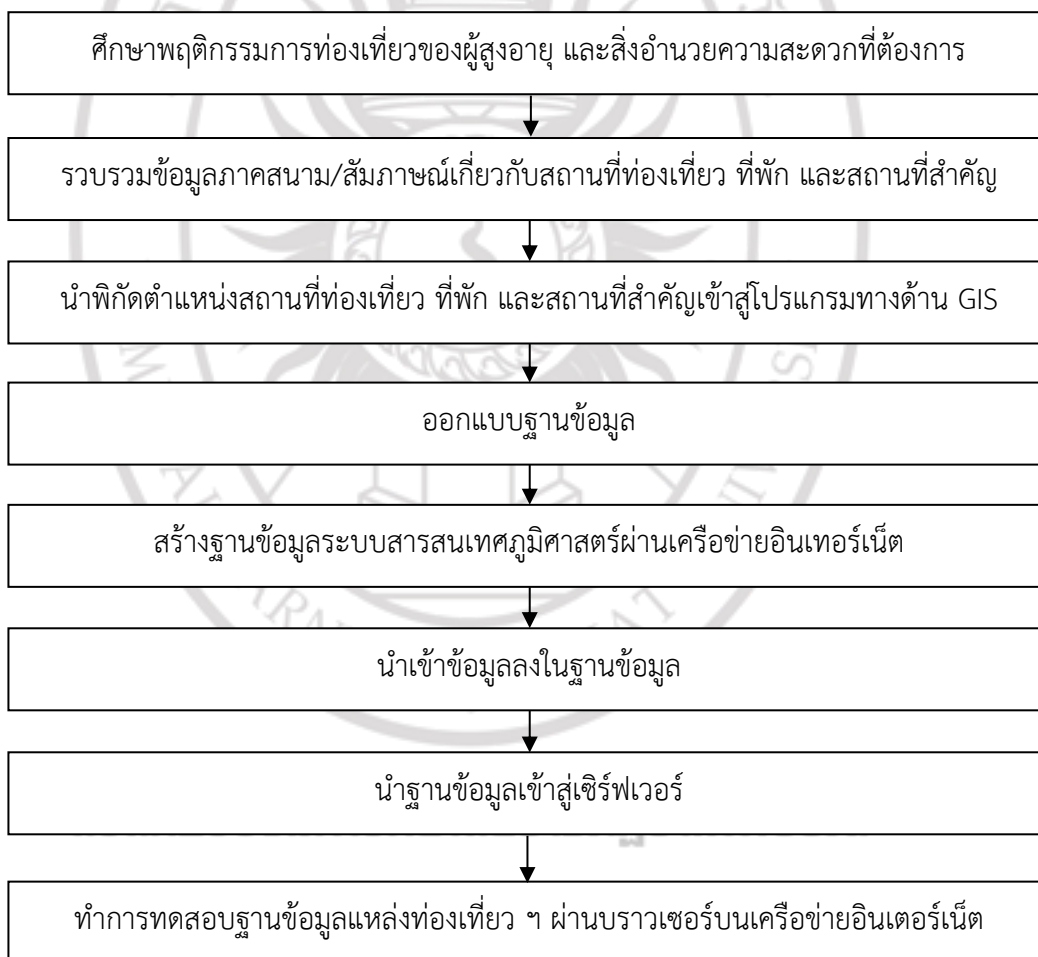 ศึกษาพฤติกรรมการท่องเที่ยวของผู้สูงอายุ และสิ่งอำนวยความสะดวกที่ต้องการ
รวบรวมข้อมูลภาคสนาม/สัมภาษณ์เกี่ยวกับสถานที่ท่องเที่ยว ที่พัก และสถานที่สำคัญ
นำพิกัดตำแหน่งสถานที่ท่องเที่ยว ที่พัก และสถานที่สำคัญเข้าสู่โปรแกรมทางด้าน GIS
ออกแบบฐานข้อมูล
สร้างฐานข้อมูลระบบสารสนเทศภูมิศาสตร์ผ่านเครือข่ายอินเทอร์เน็ต
นำเข้าข้อมูลลงในฐานข้อมูล
นำฐานข้อมูลเข้าสู่เซิร์ฟเวอร์
ทำการทดสอบฐานข้อมูลแหล่งท่องเที่ยว ฯ ผ่านบราวเซอร์บนเครือข่ายอินเตอร์เน็ต